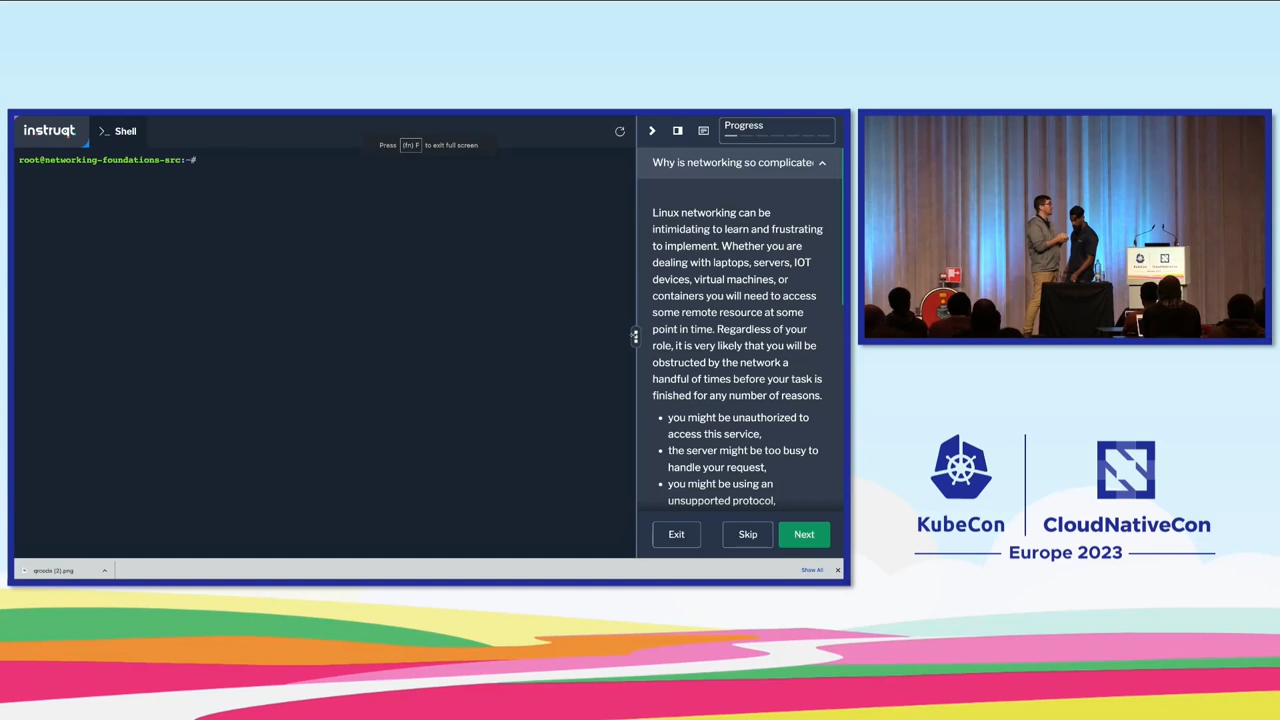 instruqt
>_ Shell
Press (fn) F to exit full screen
root@networking-foundations-src:~#
Progress
Why is networking so complicate
Linux networking can be
intimidating to learn and frustrating
to implement. Whether you are
dealing with laptops, servers, IOT
devices, virtual machines, or
containers you will need to access
some remote resource at some
point in time. Regardless of your
role, it is very likely that you will be
obstructed by the network a
handful of times before your task is
finished for any number of reasons.
• you might be unauthorized to
access this service,
• the server might be too busy to
handle your request,
• you might be using an
unsupported protocol,
Exit
Skip
Next
qrcode (2).png
Show All
KubeCon
CloudNativeCon
KubeCon
CloudNativeCon
Europe 2023